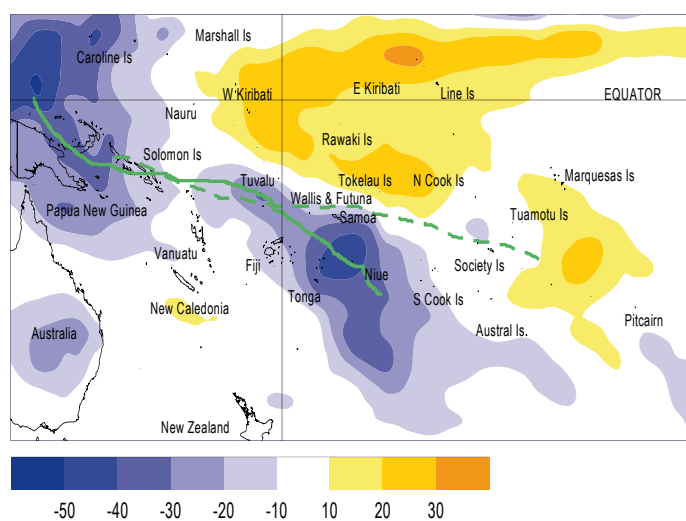 Marshall Is
Caroline Is
W Kiribati
E Kiribati
Line Is
EQUATOR
Nauru
Rawaki Is
Solomon Is
Tuvalu
Tokelau Is
N Cook Is
Marquesas Is
Wallis & Futuna
Papua New Guinea
Samoa
Tuamotu Is
Vanuatu
Fiji
Niue
Society Is
Tonga
S Cook Is
New Caledonia
Pitcairn
Australia
Austral Is.
New Zealand
-50 -40 -30 -20 -10 10 20 30